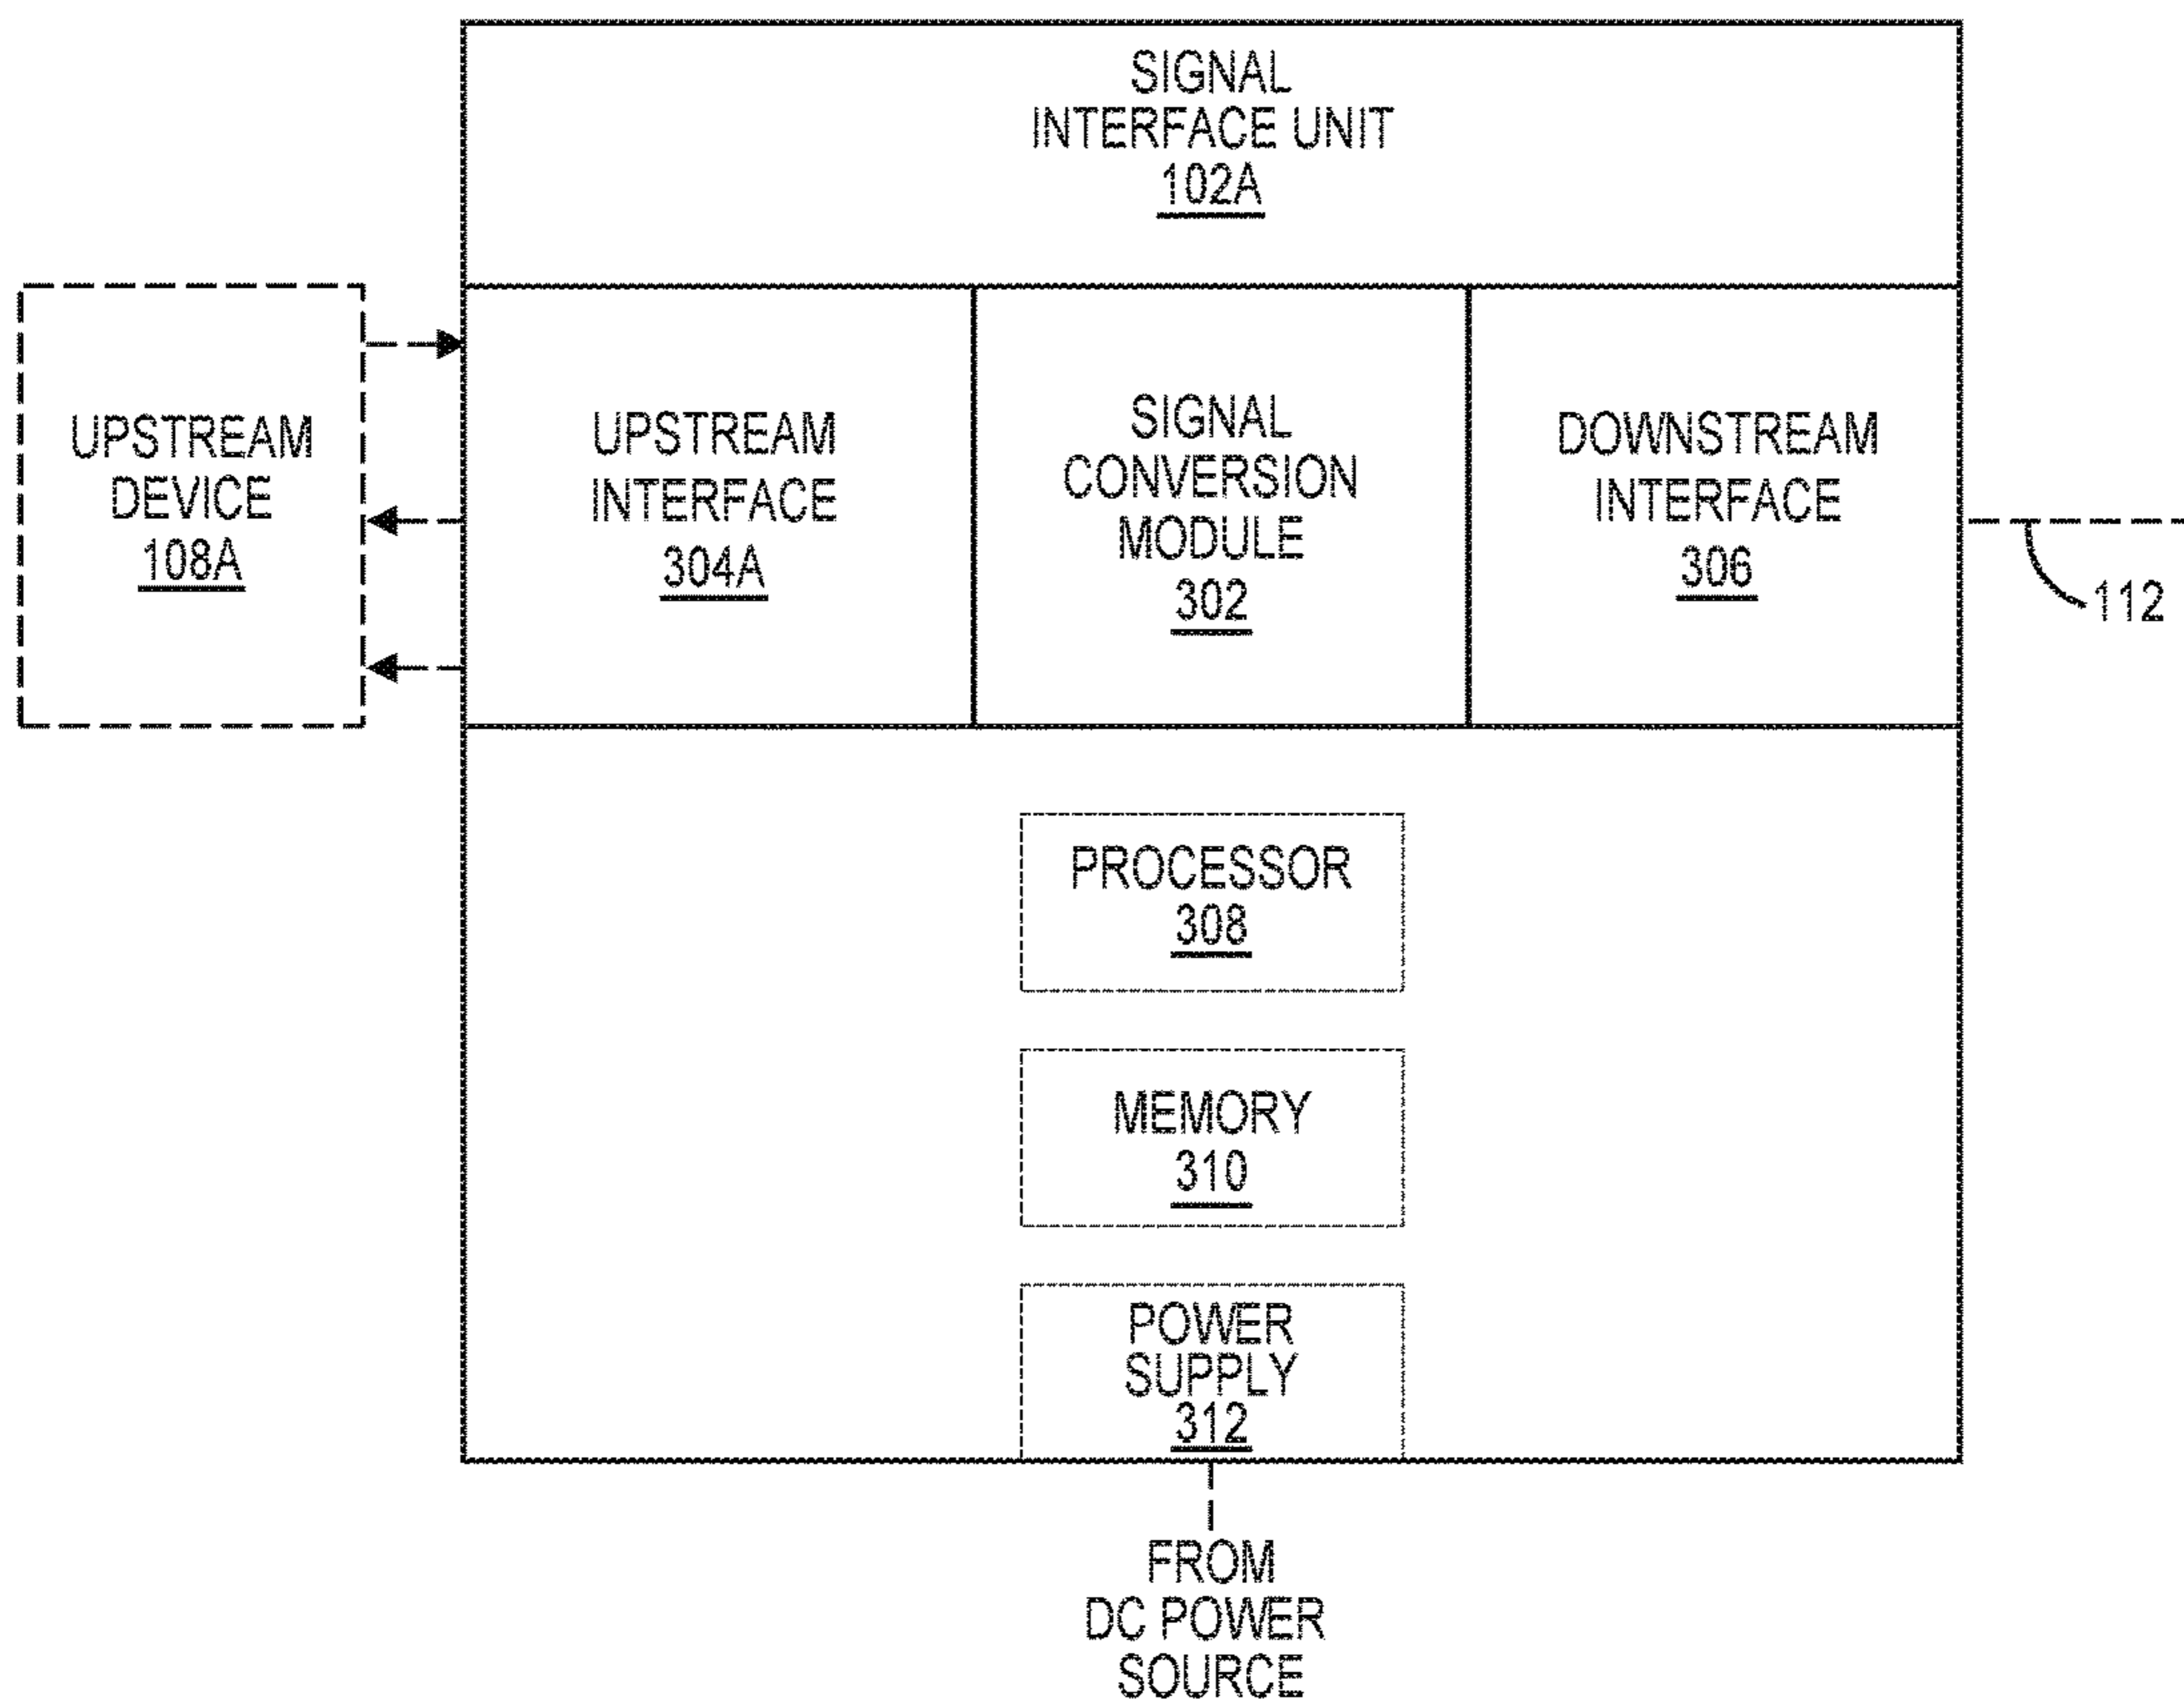 SIGNAL
INTERFACE UNIT
102A
UPSTREAM
DEVICE
108A
UPSTREAM
INTERFACE
304A
SIGNAL
CONVERSION
MODULE
302
DOWNSTREAM
INTERFACE
306
112
PROCESSOR
308
MEMORY
310
POWER
SUPPLY
312
FROM
DC POWER
SOURCE